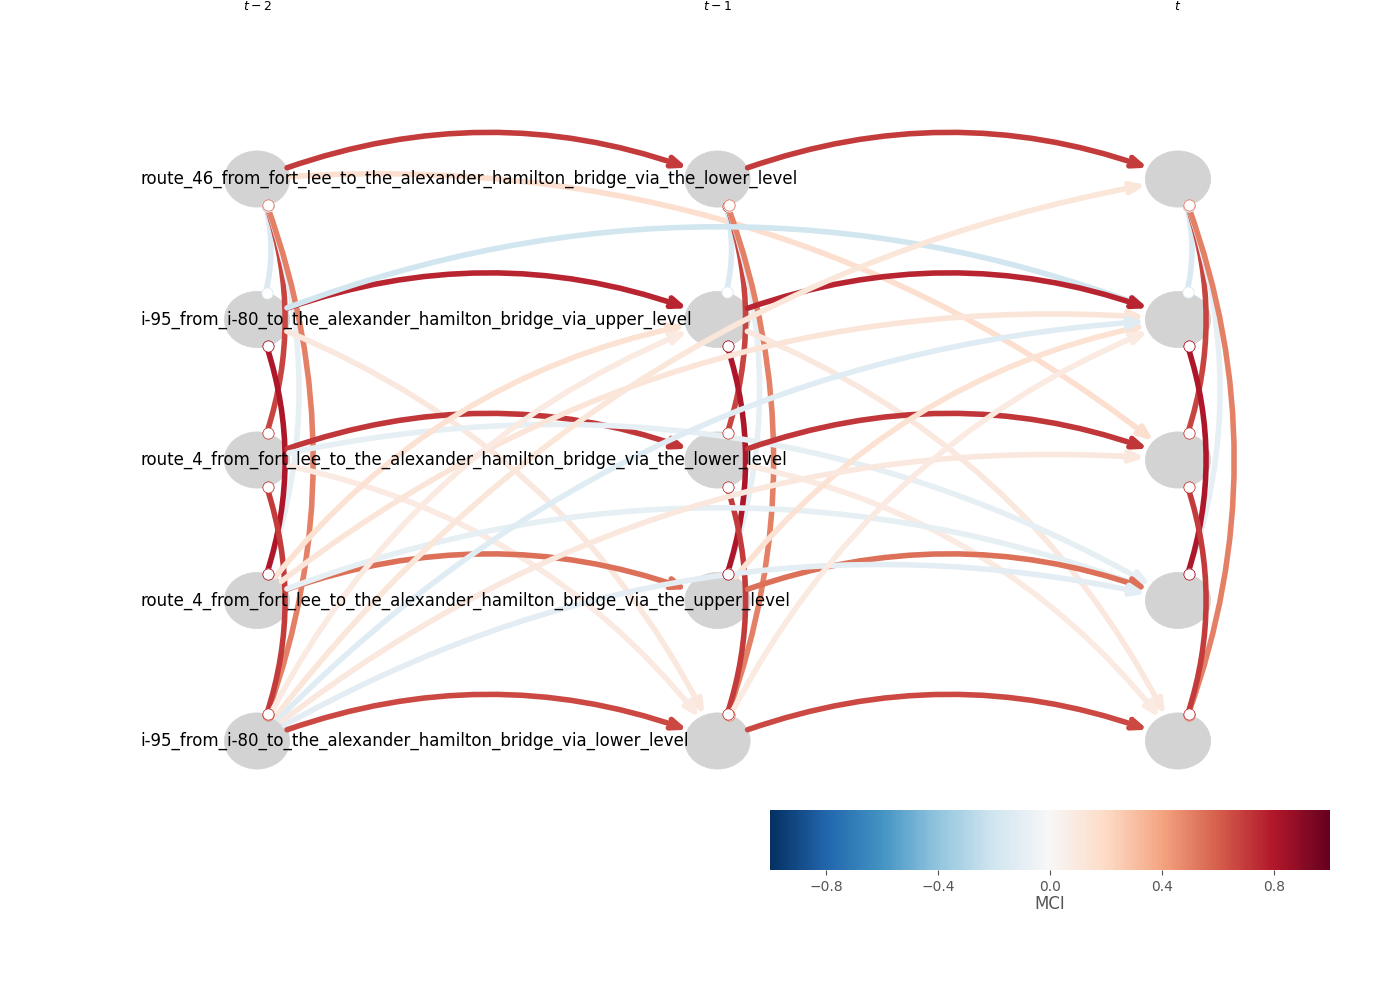 t − 2 t − 1 t
route_46_from_fort_lee_to_the_alexander_hamilton_bridge_via_the_lower_level
i-95_from_i-80_to_the_alexander_hamilton_bridge_via_upper_level
route_4_from_fort_lee_to_the_alexander_hamilton_bridge_via_the_lower_level
route_4_from_fort_lee_to_the_alexander_hamilton_bridge_via_the_upper_level
i-95_from_i-80_to_the_alexander_hamilton_bridge_via_lower_level
−0.8 −0.4 0.0 0.4 0.8
MCI